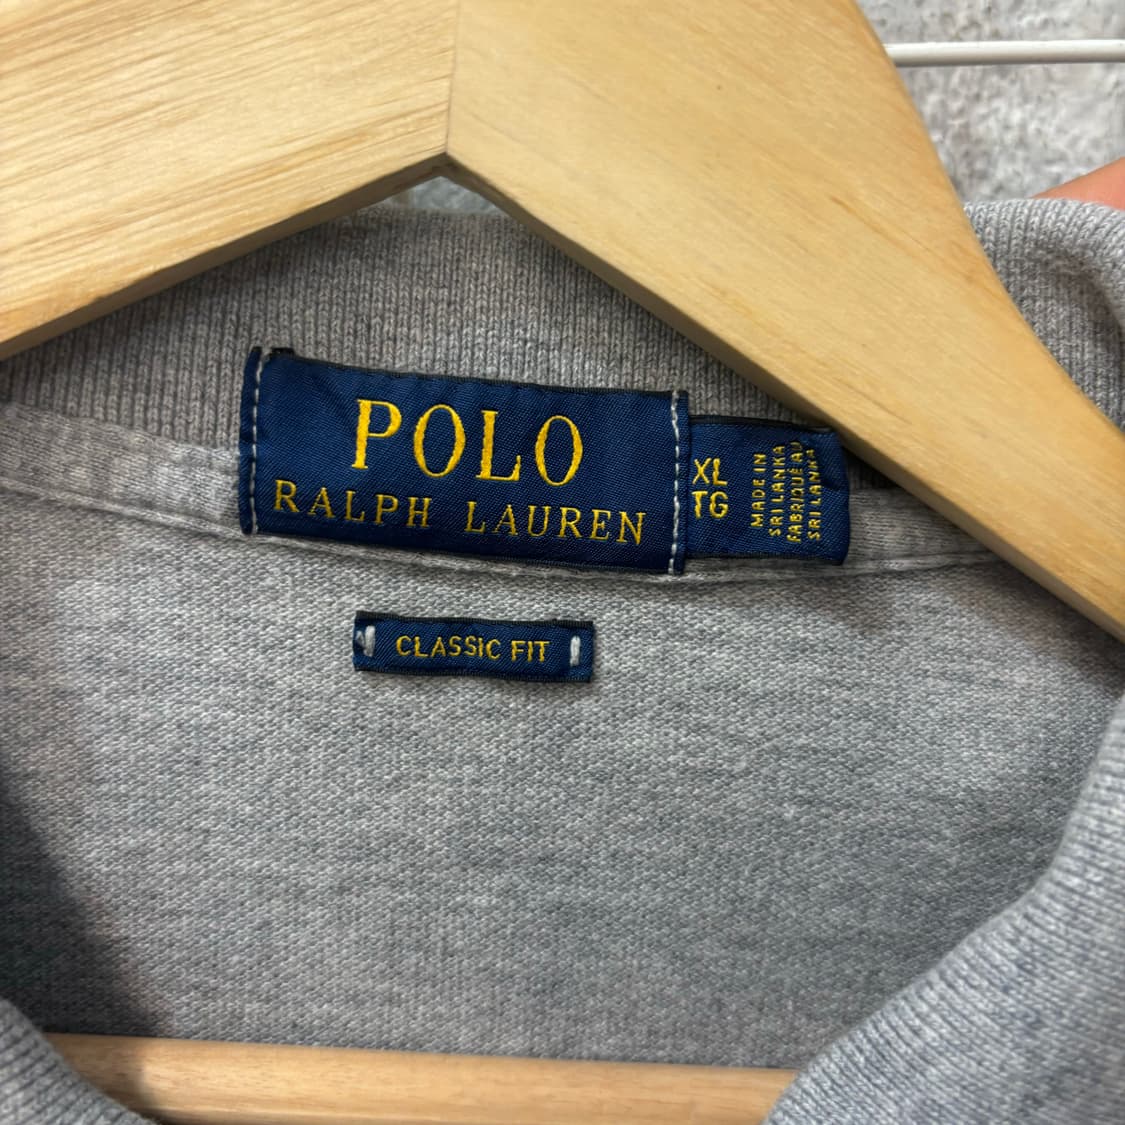 POLO
RALPH LAUREN
XL
TG
MADE IN
SRI LANKA
FABRIQUÉ AU
SRI LANKA
CLASSIC FIT